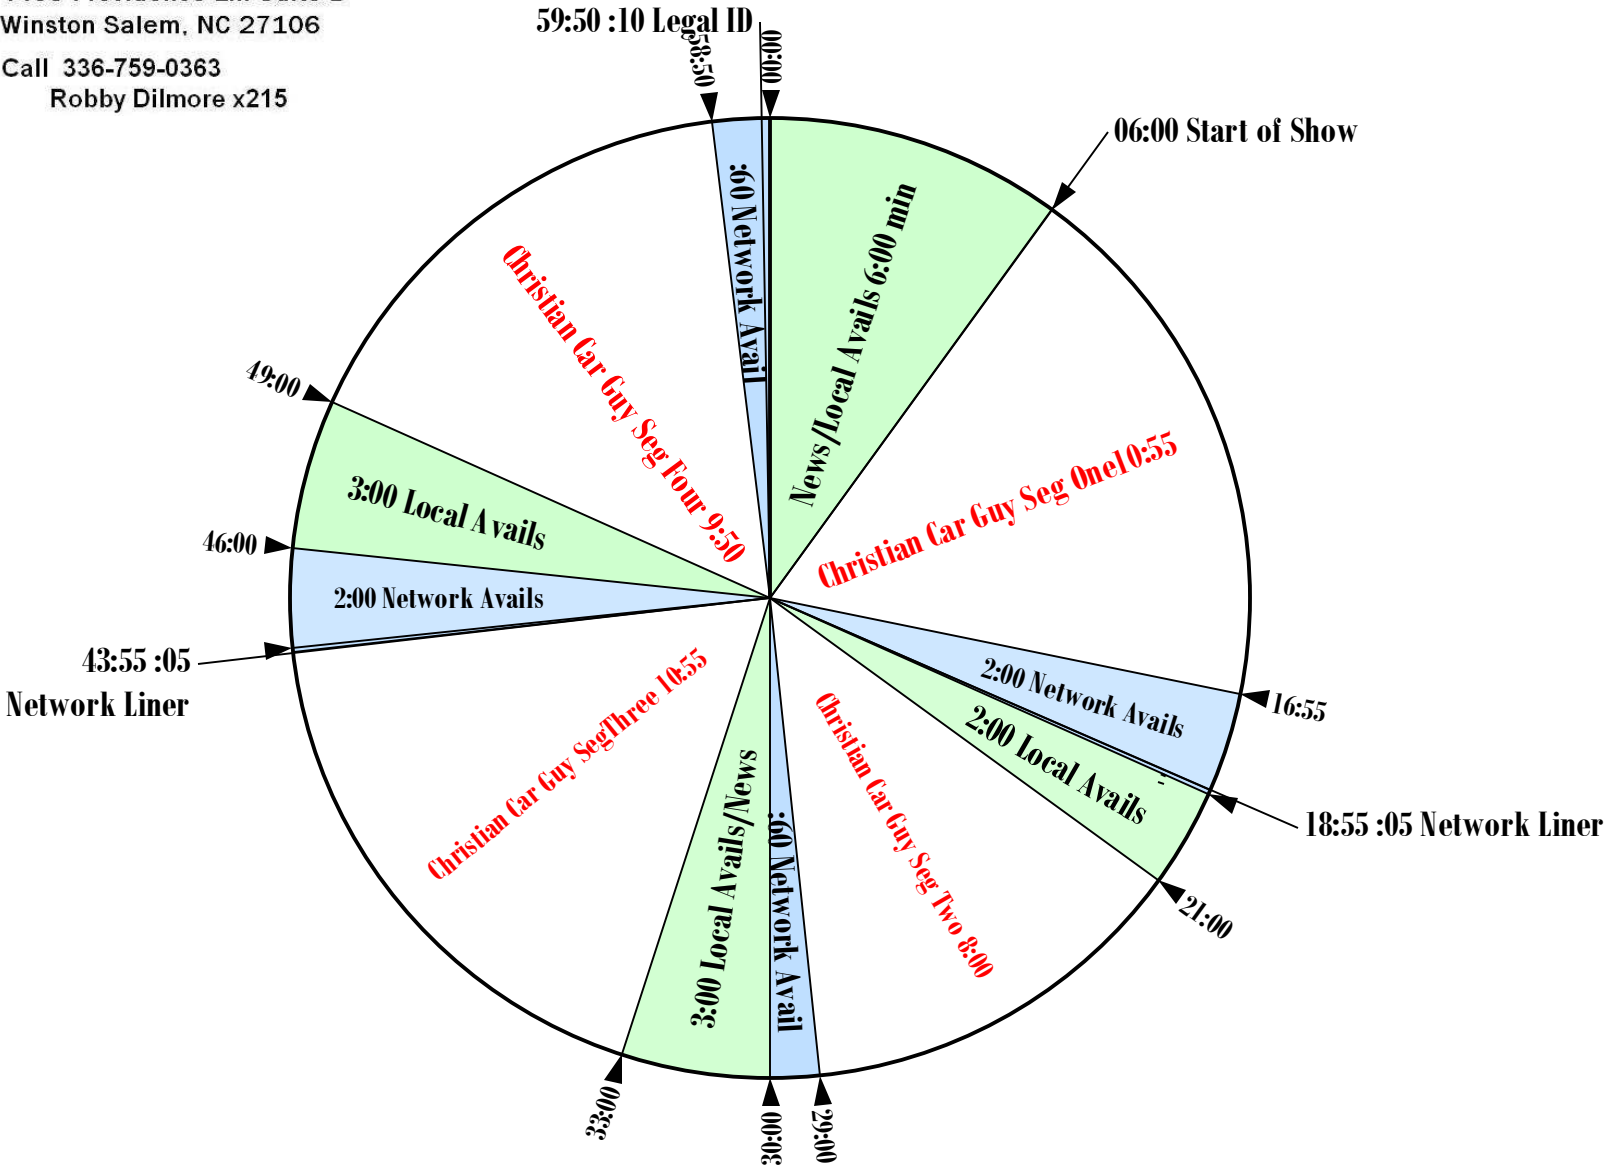 Winston Salem, NC 27106
Call 336-759-0363
Robby Dilmore x215
59:50 :10 Legal ID
58:50
00:00
06:00 Start of Show
:60 Network Avail
News/Local Avails 6:00 min
Christian Car Guy Seg Four 9:50
Christian Car Guy Seg One10:55
49:00
3:00 Local Avails
46:00
2:00 Network Avails
43:55 :05
Network Liner
2:00 Network Avails
16:55
2:00 Local Avails
18:55 :05 Network Liner
21:00
Christian Car Guy SegThree 10:55
Christian Car Guy Seg Two 8:00
3:00 Local Avails/News
:60 Network Avail
33:00
30:00
29:00